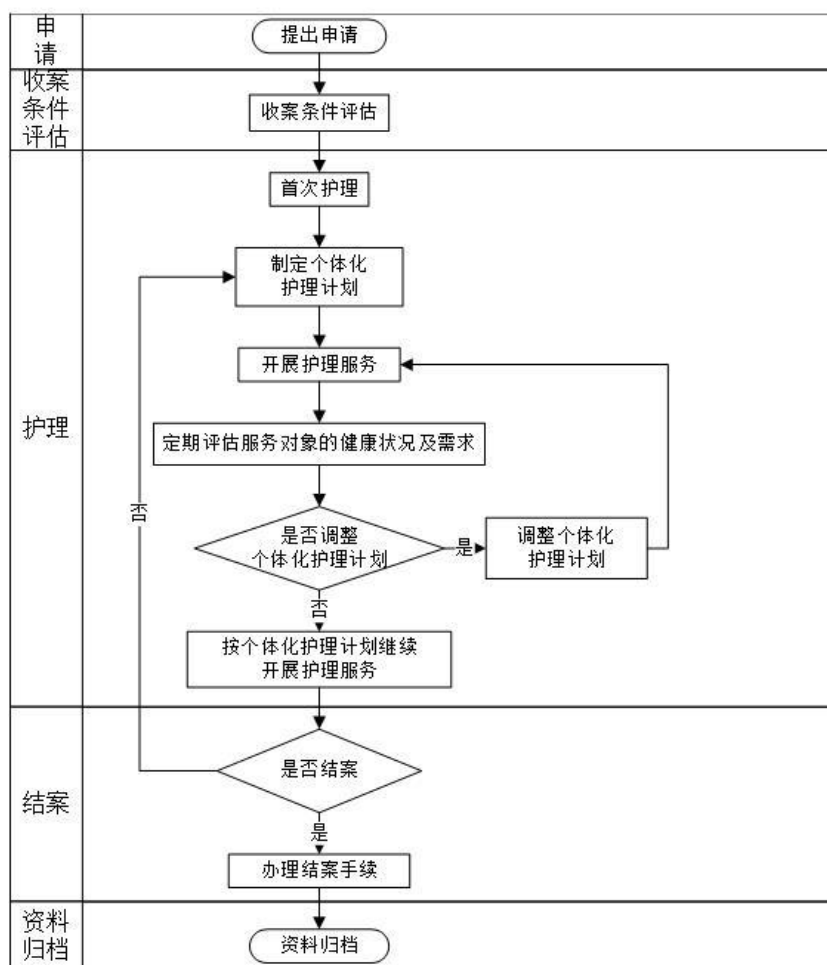 申
请
提出申请
收案
条件
评估
收案条件评估
护理
首次护理
制定个体化
护理计划
开展护理服务
定期评估服务对象的健康状况及需求
是否调整
个体化护理计划
是
调整个体化
护理计划
否
否
按个体化护理计划继续
开展护理服务
结案
是否结案
是
办理结案手续
资料
归档
资料归档